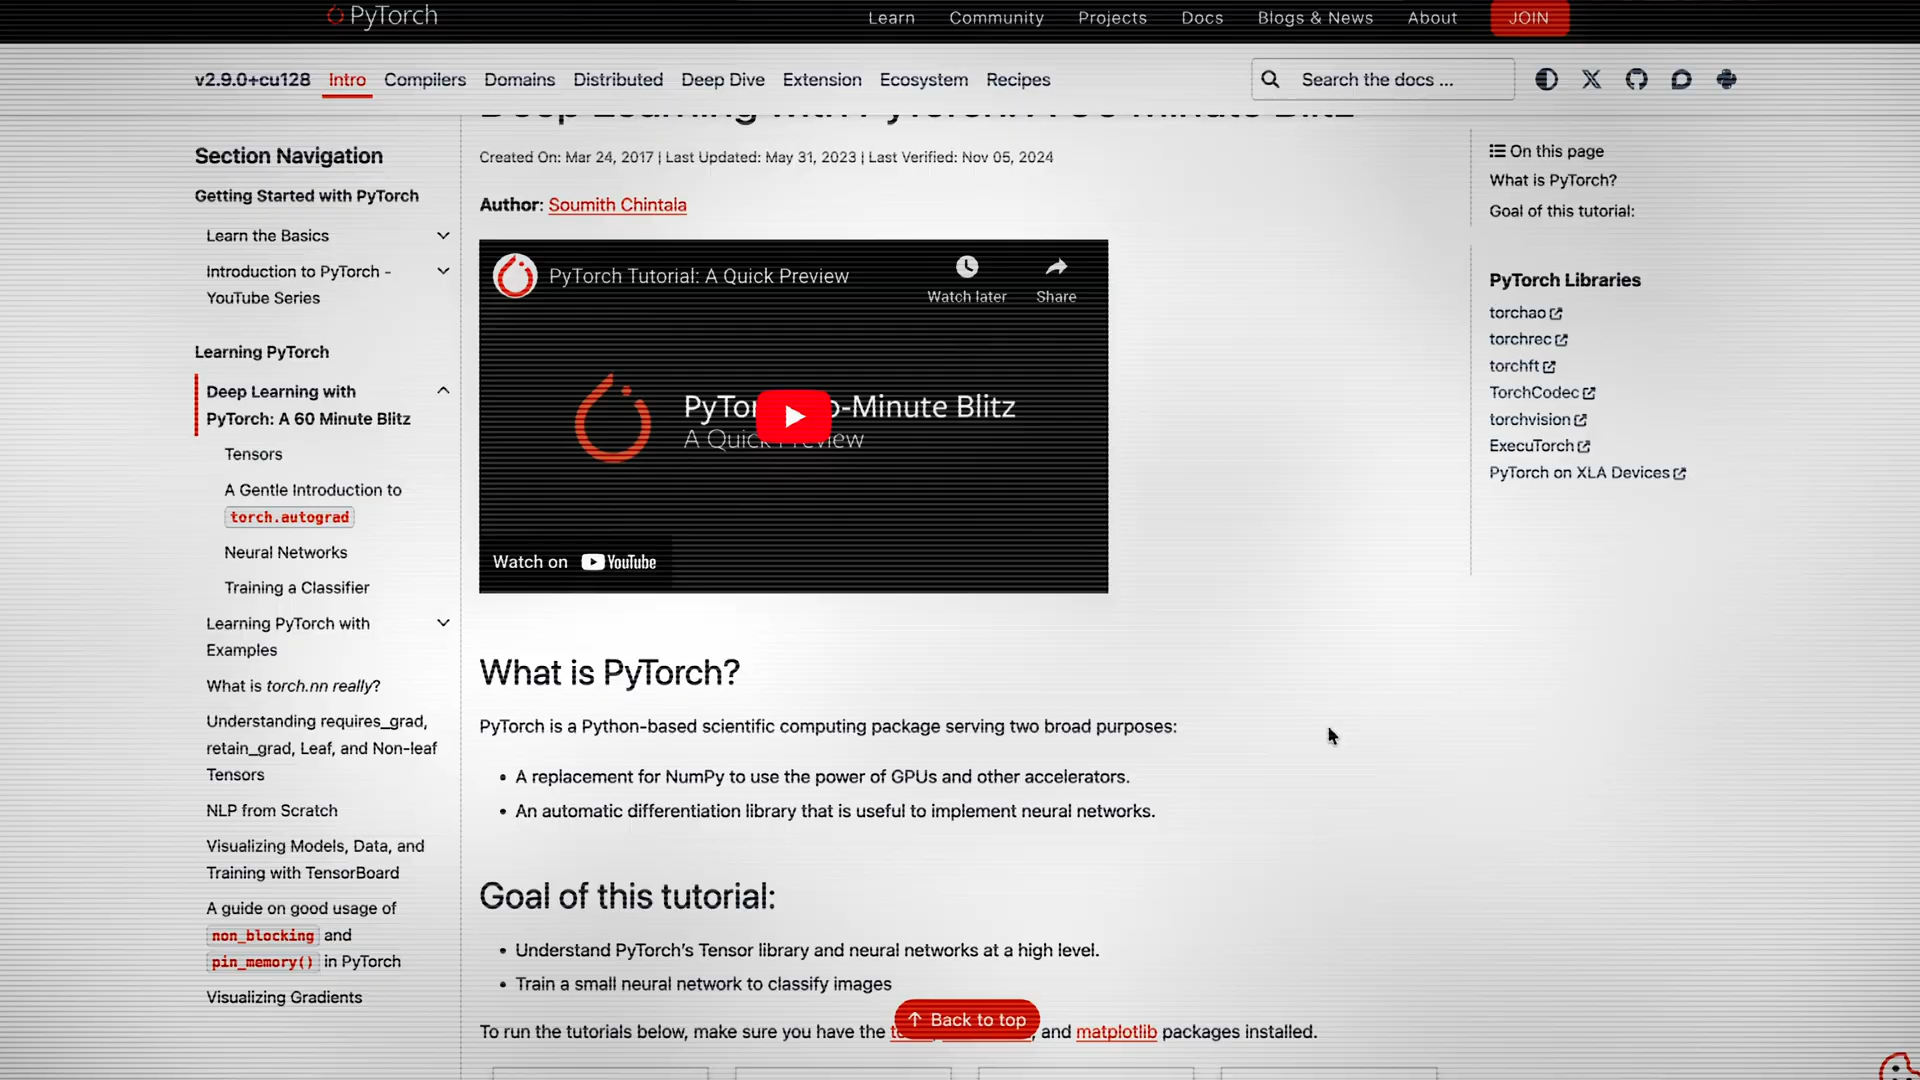 PyTorch
Learn Community Projects Docs Blogs & News About JOIN
v2.9.0+cu128 Intro Compilers Domains Distributed Deep Dive Extension Ecosystem Recipes
Search the docs ...
Deep Learning with PyTorch: A 60 Minute Blitz
Created On: Mar 24, 2017 | Last Updated: May 31, 2023 | Last Verified: Nov 05, 2024
Author: Soumith Chintala
Section Navigation
Getting Started with PyTorch
Learn the Basics
Introduction to PyTorch -
YouTube Series
Learning PyTorch
Deep Learning with
PyTorch: A 60 Minute Blitz
Tensors
A Gentle Introduction to
torch.autograd
Neural Networks
Training a Classifier
Learning PyTorch with
Examples
What is torch.nn really?
Understanding requires_grad,
retain_grad, Leaf, and Non-leaf
Tensors
NLP from Scratch
Visualizing Models, Data, and
Training with TensorBoard
A guide on good usage of
non_blocking and
pin_memory() in PyTorch
Visualizing Gradients
PyTorch Tutorial: A Quick Preview
Watch later
Share
-Minute Blitz
A Quick Preview
Watch on YouTube
What is PyTorch?
PyTorch is a Python-based scientific computing package serving two broad purposes:
• A replacement for NumPy to use the power of GPUs and other accelerators.
• An automatic differentiation library that is useful to implement neural networks.
Goal of this tutorial:
• Understand PyTorch’s Tensor library and neural networks at a high level.
• Train a small neural network to classify images
To run the tutorials below, make sure you have the
Back to top
, and matplotlib packages installed.
On this page
What is PyTorch?
Goal of this tutorial:
PyTorch Libraries
torchao
torchrec
torchft
TorchCodec
torchvision
ExecuTorch
PyTorch on XLA Devices